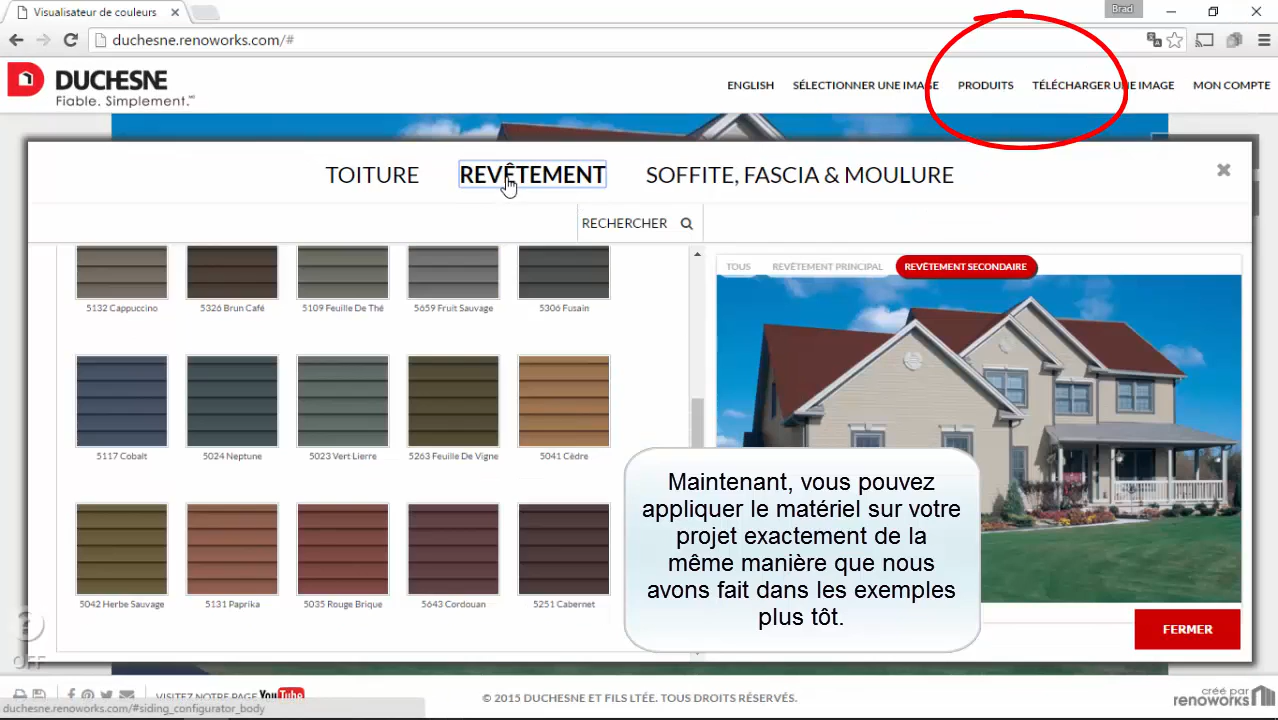 Visualisateur de couleurs
Brad
duchesne.renoworks.com/#
DUCHESNE
Fiable. Simplement.MC
ENGLISH SÉLECTIONNER UNE IMAGE PRODUITS TÉLÉCHARGER UNE IMAGE MON COMPTE
TOITURE REVÊTEMENT SOFFITE, FASCIA & MOULURE
RECHERCHER
TOUS REVÊTEMENT PRINCIPAL REVÊTEMENT SECONDAIRE
5132 Cappuccino 5326 Brun Café 5109 Feuille De Thé 5659 Fruit Sauvage 5306 Fusain
5117 Cobalt 5024 Neptune 5023 Vert Lierre 5263 Feuille De Vigne 5041 Cèdre
5042 Herbe Sauvage 5131 Paprika 5035 Rouge Brique 5643 Cordouan 5251 Cabernet
Maintenant, vous pouvez
appliquer le matériel sur votre
projet exactement de la
même manière que nous
avons fait dans les exemples
plus tôt.
FERMER
?
OFF
VISITEZ NOTRE PAGE YouTube
© 2015 DUCHESNE ET FILS LTÉE. TOUS DROITS RÉSERVÉS.
créé par
renoworks
duchesne.renoworks.com/#siding_configurator_body